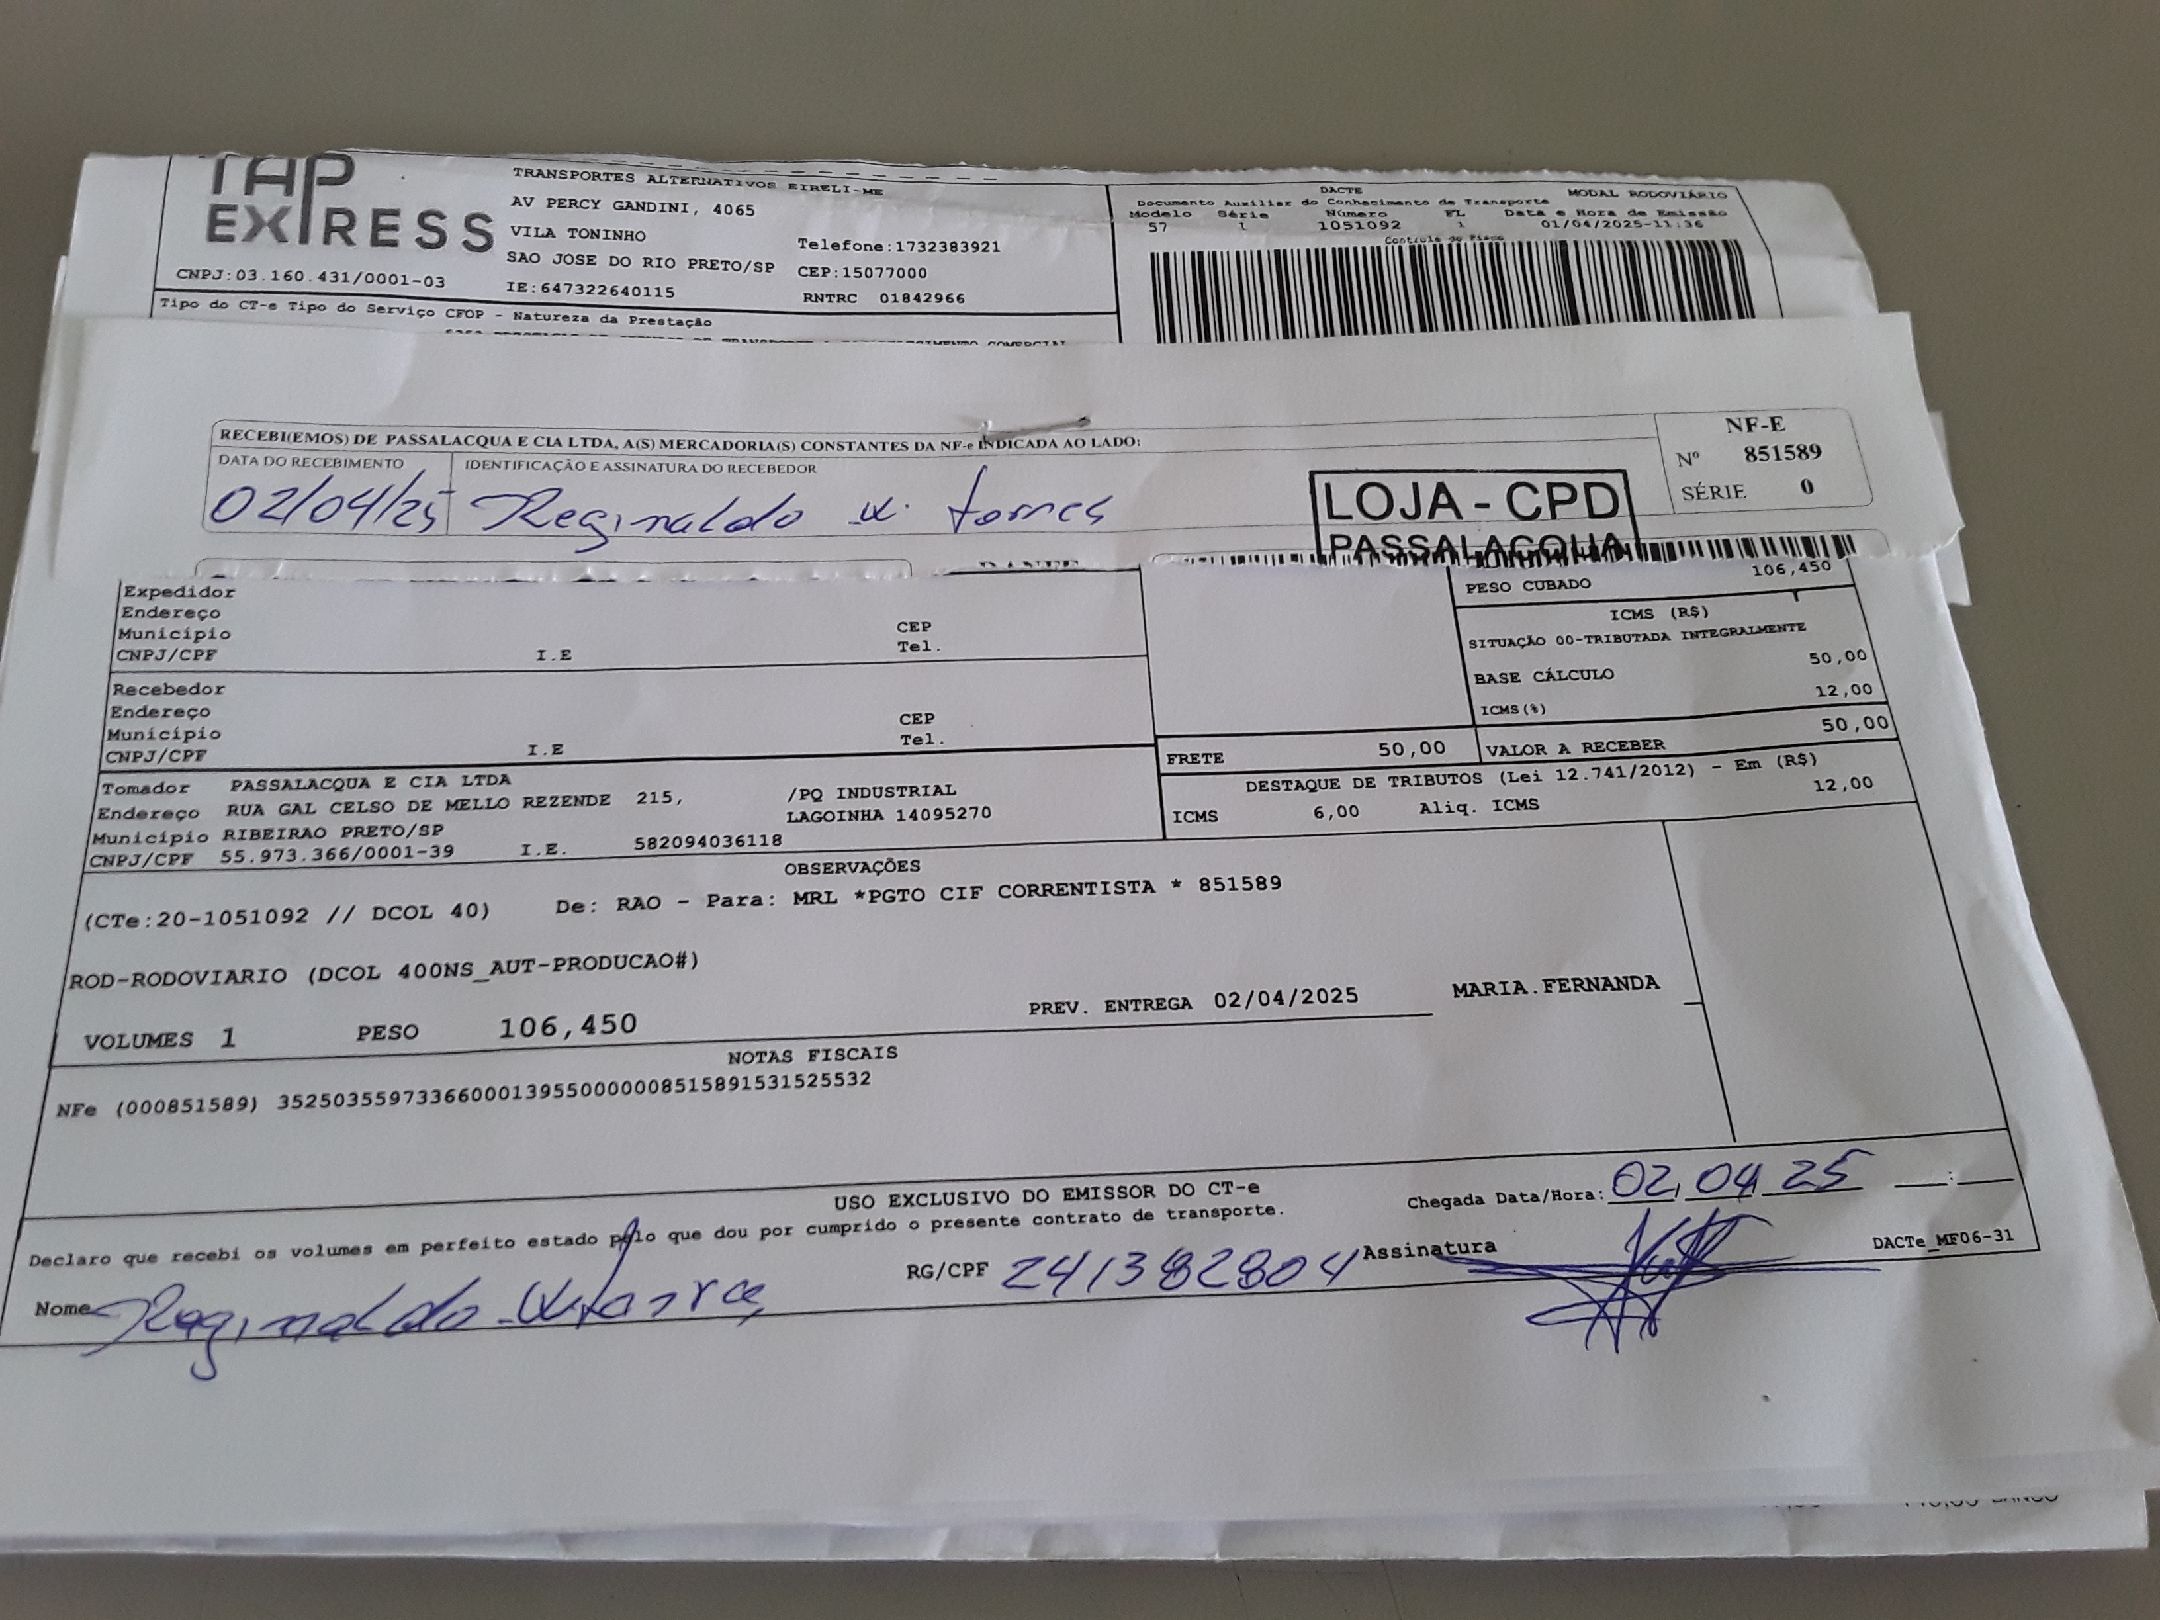 TAP
EXPRESS
CNPJ:03.160.431/0001-03
TRANSPORTES ALTERNATIVOS EIRELI-ME
AV PERCY GANDINI, 4065
VILA TONINHO
SAO JOSE DO RIO PRETO/SP
IE:647322640115
Telefone:1732383921
CEP:15077000
RNTRC 01842966
DACTE MODAL RODOVIÁRIO
Documento Auxiliar do Conhecimento de Transporte
Modelo Série Número FL Data e Hora de Emissão
57 1 1051092 1 01/04/2025-11:36
Controle do Fisco
Tipo do CT-e Tipo do Serviço CFOP - Natureza da Prestação
RECEBI(EMOS) DE PASSALACQUA E CIA LTDA, A(S) MERCADORIA(S) CONSTANTES DA NF-e INDICADA AO LADO:
DATA DO RECEBIMENTO
02/04/25
IDENTIFICAÇÃO E ASSINATURA DO RECEBEDOR
Reginaldo
NF-E
Nº 851589
SÉRIE 0
LOJA - CPD
PASSALACQUA
Expedidor
Endereço
Município CEP
CNPJ/CPF I.E Tel.
Recebedor
Endereço
Município CEP
CNPJ/CPF I.E Tel.
PESO CUBADO 106,450
ICMS (R$)
SITUAÇÃO 00-TRIBUTADA INTEGRALMENTE
BASE CÁLCULO 50,00
ICMS(%) 12,00
FRETE 50,00 VALOR A RECEBER 50,00
DESTAQUE DE TRIBUTOS (Lei 12.741/2012) - Em (R$)
ICMS 6,00 Aliq. ICMS 12,00
Tomador PASSALACQUA E CIA LTDA
Endereço RUA GAL CELSO DE MELLO REZENDE 215, /PQ INDUSTRIAL
LAGOINHA 14095270
Município RIBEIRAO PRETO/SP
CNPJ/CPF 55.973.366/0001-39 I.E. 582094036118
OBSERVAÇÕES
(CTe:20-1051092 // DCOL 40) De: RAO - Para: MRL *PGTO CIF CORRENTISTA * 851589
ROD-RODOVIARIO (DCOL 400NS_AUT-PRODUCAO#)
VOLUMES 1 PESO 106,450 PREV. ENTREGA 02/04/2025 MARIA.FERNANDA
NOTAS FISCAIS
NFe (000851589) 35250355973366000139550000008515891531525532
USO EXCLUSIVO DO EMISSOR DO CT-e
Declaro que recebi os volumes em perfeito estado pelo que dou por cumprido o presente contrato de transporte.
Chegada Data/Hora: 02 04 25 __:__
Nome Reginaldo
RG/CPF 241382804
Assinatura
DACTe_MF06-31